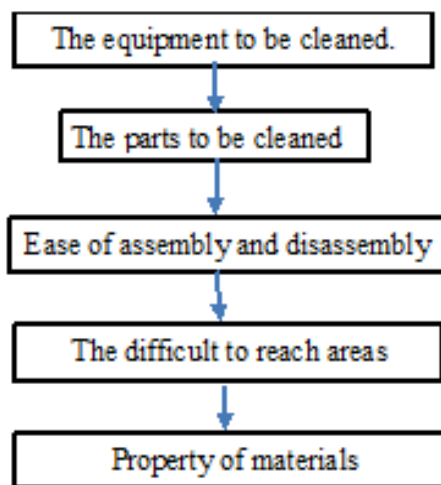 The equipment to be cleaned.
The parts to be cleaned
Ease of assembly and disassembly
The difficult to reach areas
Property of materials